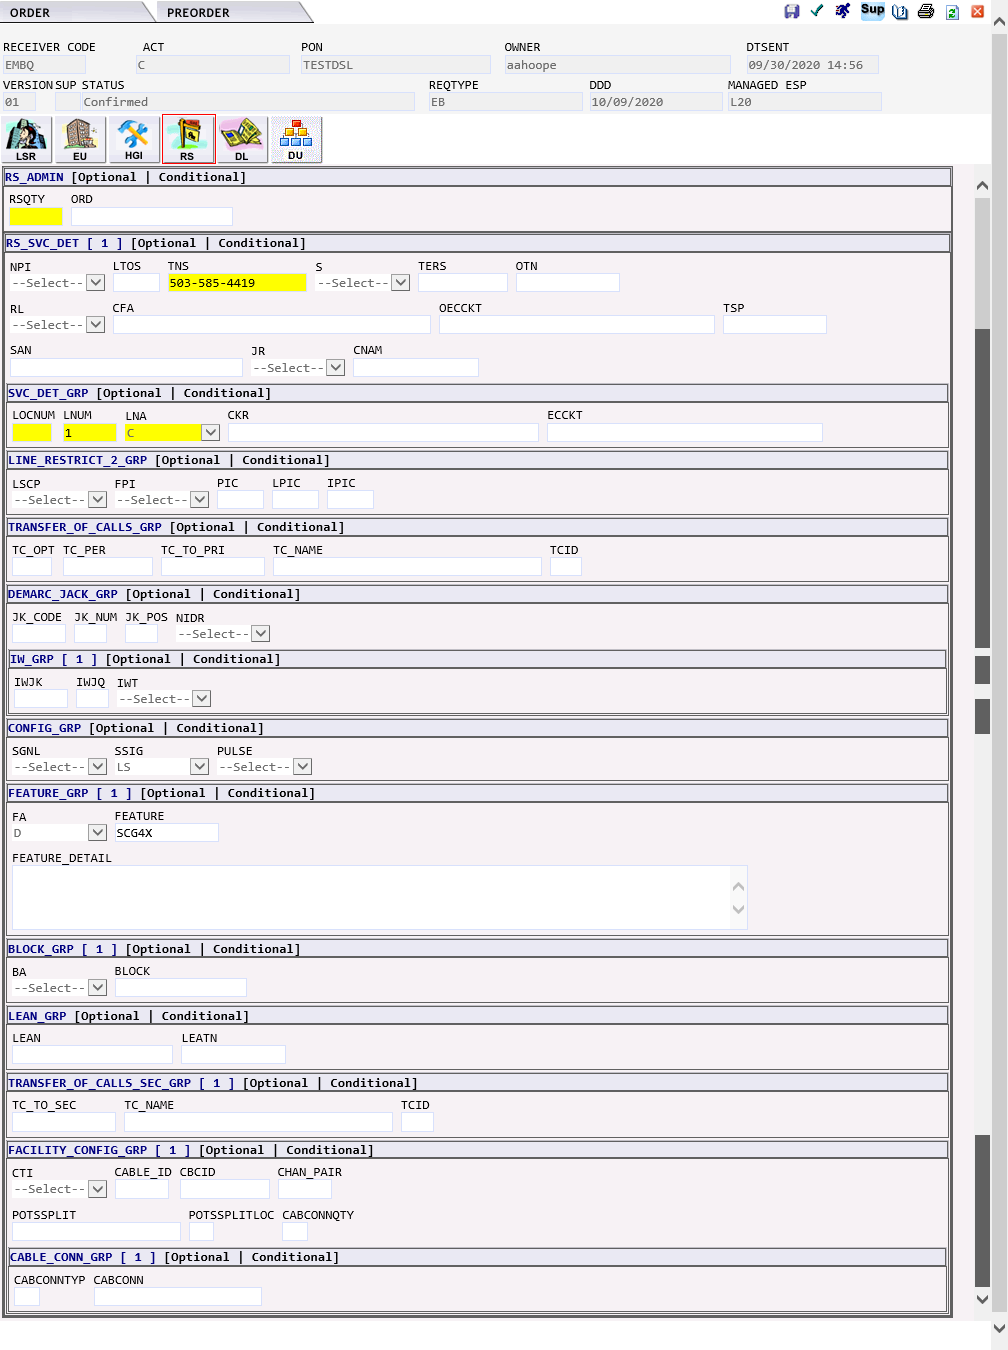 ORDER PREORDER Sup
RECEIVER CODE ACT PON OWNER DTSENT
EMBQ C TESTDSL aahoope 09/30/2020 14:56
VERSION SUP STATUS REQTYPE DDD MANAGED ESP
01 Confirmed EB 10/09/2020 L20
LSR EU HGI RS DL DU
RS_ADMIN [Optional | Conditional]
RSQTY ORD
RS_SVC_DET [ 1 ] [Optional | Conditional]
NPI LTOS TNS S TERS OTN
--Select-- 503-585-4419 --Select--
RL CFA OECCKT TSP
--Select--
SAN JR CNAM
--Select--
SVC_DET_GRP [Optional | Conditional]
LOCNUM LNUM LNA CKR ECCKT
1 C
LINE_RESTRICT_2_GRP [Optional | Conditional]
LSCP FPI PIC LPIC IPIC
--Select-- --Select--
TRANSFER_OF_CALLS_GRP [Optional | Conditional]
TC_OPT TC_PER TC_TO_PRI TC_NAME TCID
DEMARC_JACK_GRP [Optional | Conditional]
JK_CODE JK_NUM JK_POS NIDR
--Select--
IW_GRP [ 1 ] [Optional | Conditional]
IWJK IWJQ IWT
--Select--
CONFIG_GRP [Optional | Conditional]
SGNL SSIG PULSE
--Select-- LS --Select--
FEATURE_GRP [ 1 ] [Optional | Conditional]
FA FEATURE
D SCG4X
FEATURE_DETAIL
BLOCK_GRP [ 1 ] [Optional | Conditional]
BA BLOCK
--Select--
LEAN_GRP [Optional | Conditional]
LEAN LEATN
TRANSFER_OF_CALLS_SEC_GRP [ 1 ] [Optional | Conditional]
TC_TO_SEC TC_NAME TCID
FACILITY_CONFIG_GRP [ 1 ] [Optional | Conditional]
CTI CABLE_ID CBCID CHAN_PAIR
--Select--
POTSSPLIT POTSSPLITLOC CABCONNQTY
CABLE_CONN_GRP [ 1 ] [Optional | Conditional]
CABCONNTYP CABCONN